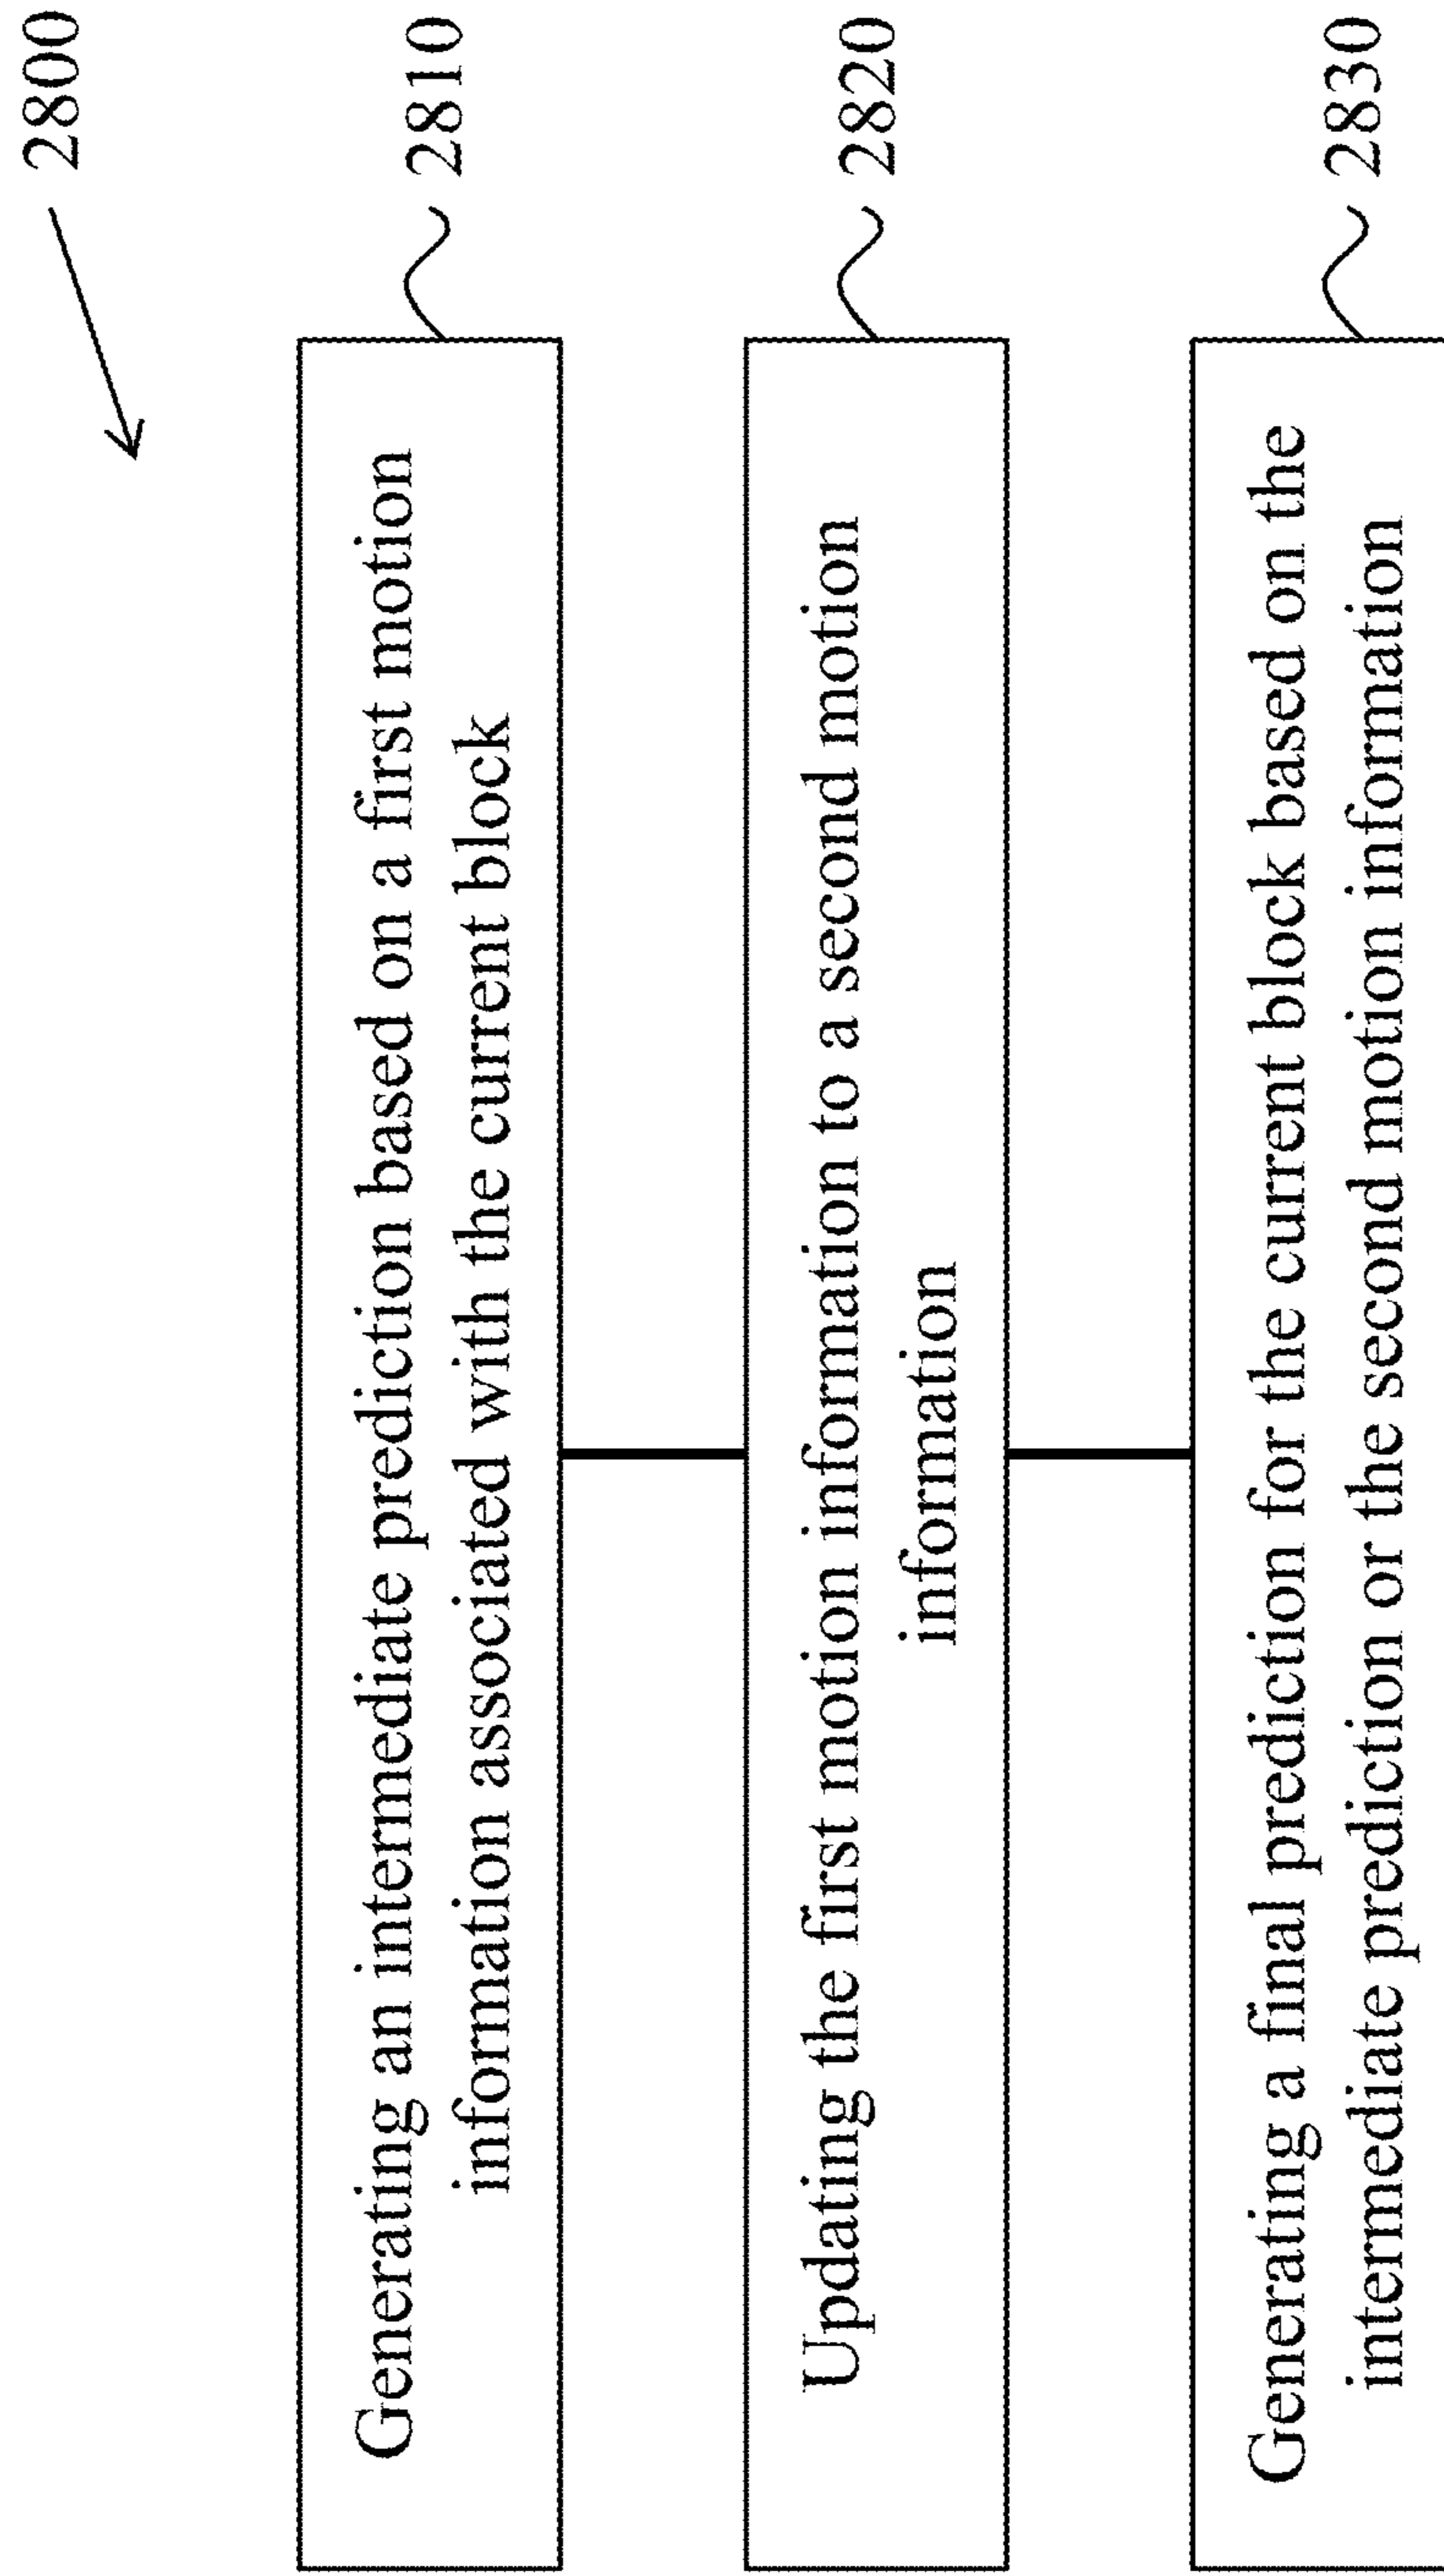 2800
Generating an intermediate prediction based on a first motion
information associated with the current block
2810
Updating the first motion information to a second motion
information
2820
Generating a final prediction for the current block based on the
intermediate prediction or the second motion information
2830